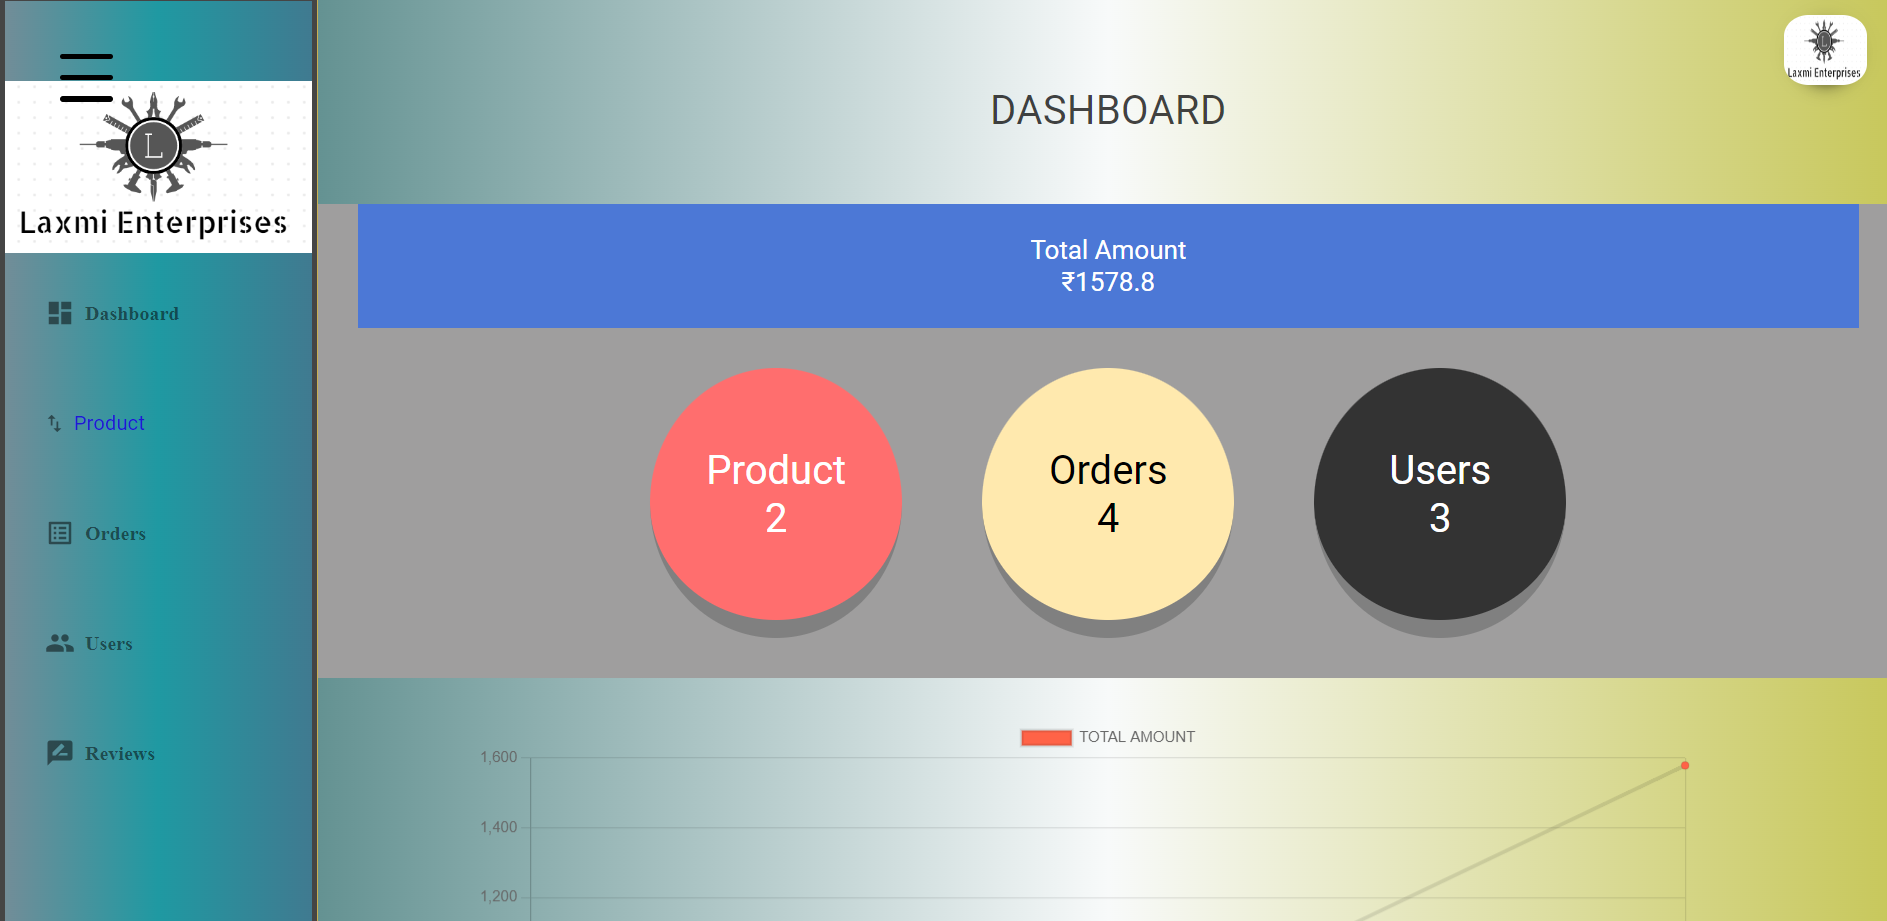 L
Laxmi Enterprises
Dashboard
Product
Orders
Users
Reviews
DASHBOARD
L
Laxmi Enterprises
Total Amount
₹1578.8
Product
2
Orders
4
Users
3
TOTAL AMOUNT
1,600
1,400
1,200